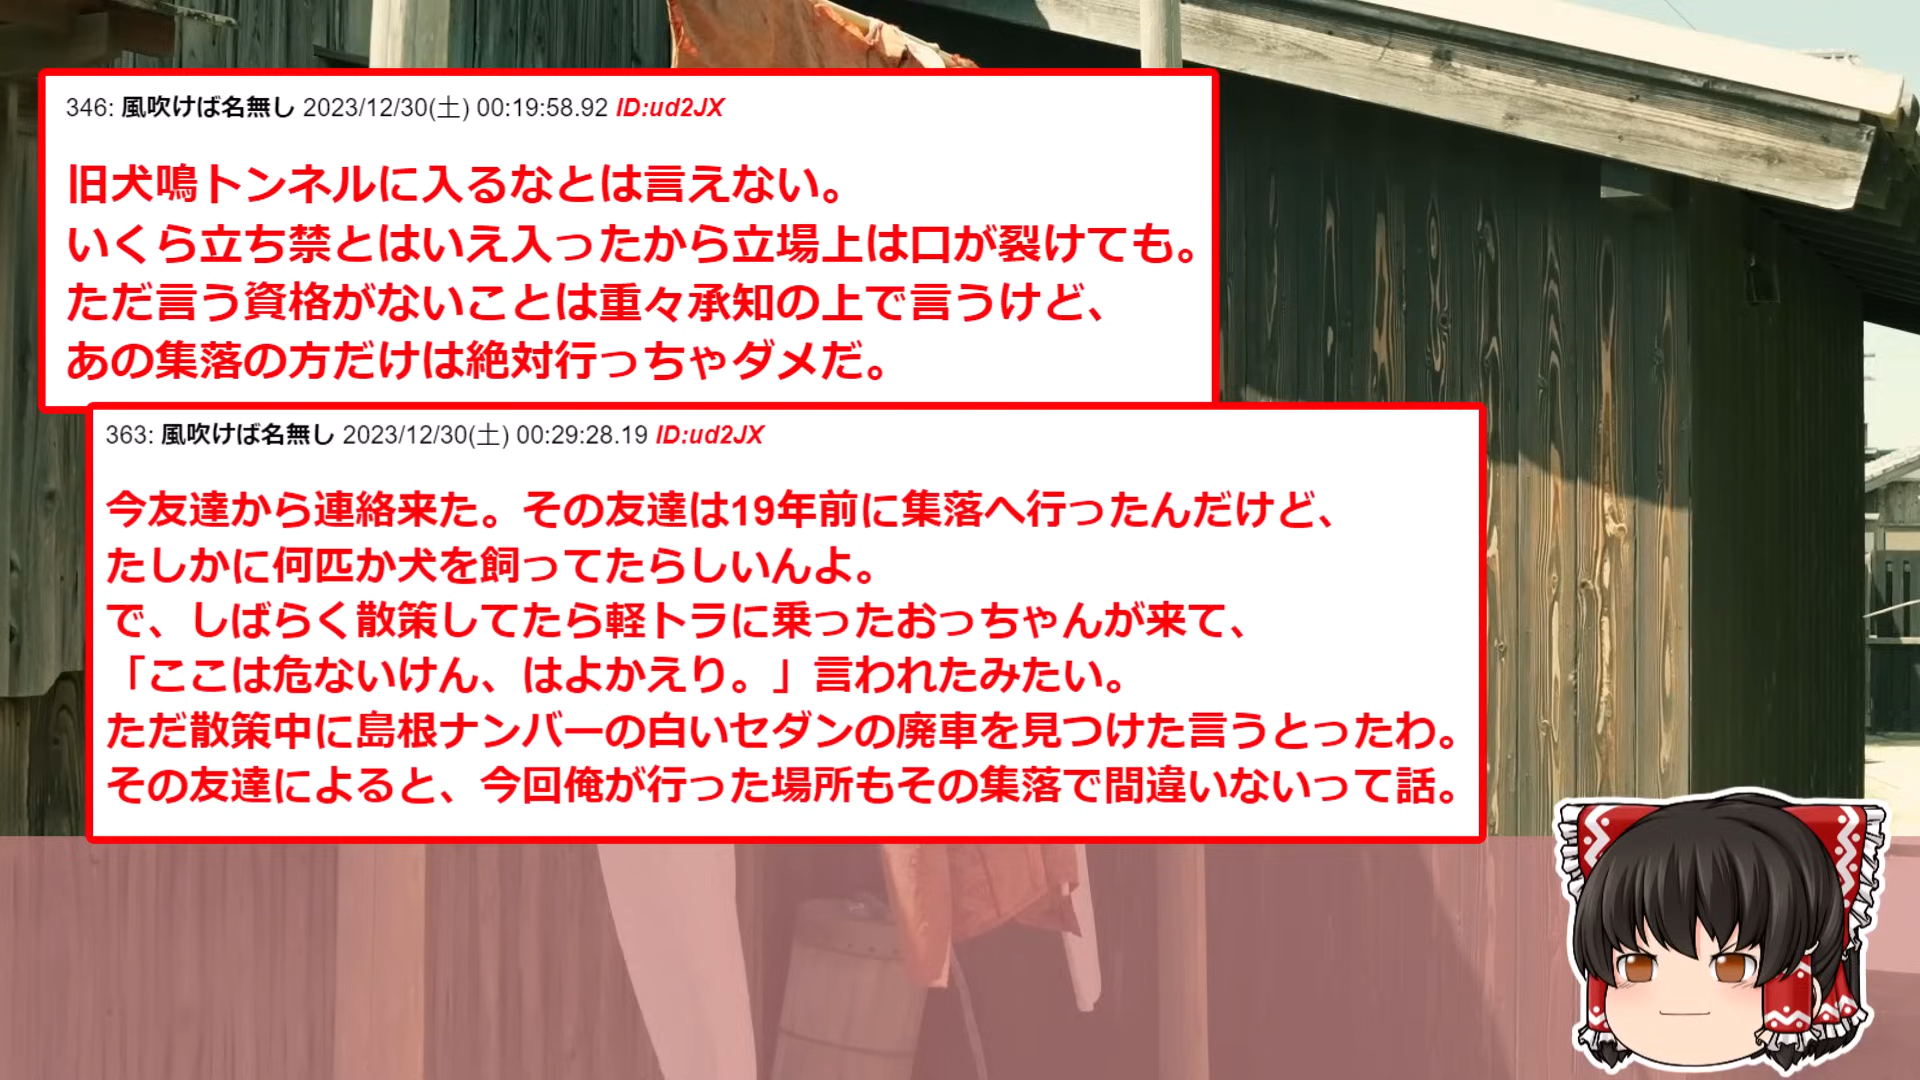 346: 風吹けば名無し 2023/12/30(土) 00:19:58.92 ID:ud2JX
旧犬鳴トンネルに入るなとは言えない。
いくら立ち禁とはいえ入ったから立場上は口が裂けても。
ただ言う資格がないことは重々承知の上で言うけど、
あの集落の方だけは絶対行っちゃダメだ。
363: 風吹けば名無し 2023/12/30(土) 00:29:28.19 ID:ud2JX
今友達から連絡来た。その友達は19年前に集落へ行ったんだけど、
たしかに何匹か犬を飼ってたらしいんよ。
で、しばらく散策してたら軽トラに乗ったおっちゃんが来て、
「ここは危ないけん、はよかえり。」言われたみたい。
ただ散策中に島根ナンバーの白いセダンの廃車を見つけた言うとったわ。
その友達によると、今回俺が行った場所もその集落で間違いないって話。